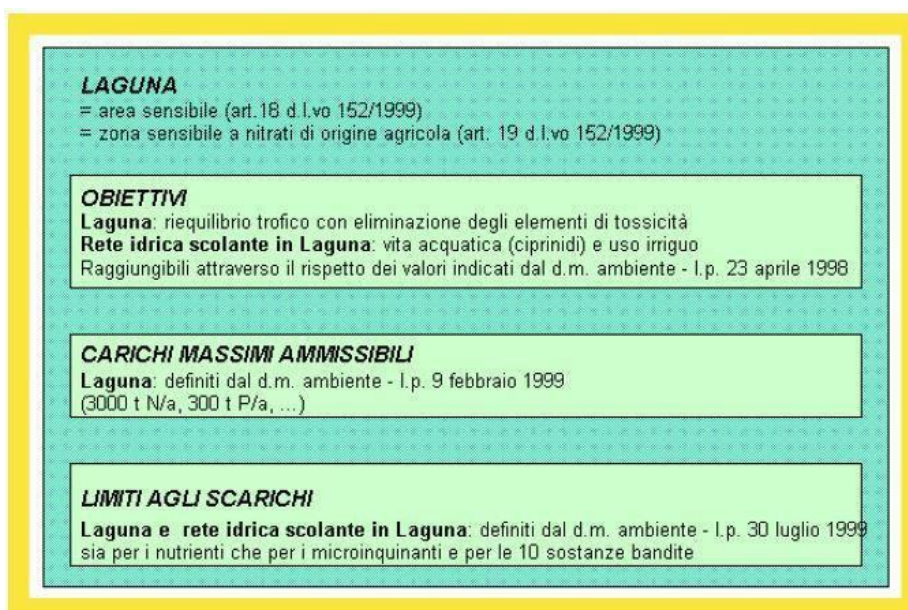 LAGUNA
= area sensibile (art.18 d.l.vo 152/1999)
= zona sensibile a nitrati di origine agricola (art. 19 d.l.vo 152/1999)
OBIETTIVI
Laguna: riequilibrio trofico con eliminazione degli elementi di tossicità
Rete idrica scolante in Laguna: vita acquatica (ciprinidi) e uso irriguo
Raggiungibili attraverso il rispetto dei valori indicati dal d.m. ambiente - l.p. 23 aprile 1998
CARICHI MASSIMI AMMISSIBILI
Laguna: definiti dal d.m. ambiente - l.p. 9 febbraio 1999
(3000 t N/a, 300 t P/a, ...)
LIMITI AGLI SCARICHI
Laguna e rete idrica scolante in Laguna: definiti dal d.m. ambiente - l.p. 30 luglio 1999
sia per i nutrienti che per i microinquinanti e per le 10 sostanze bandite